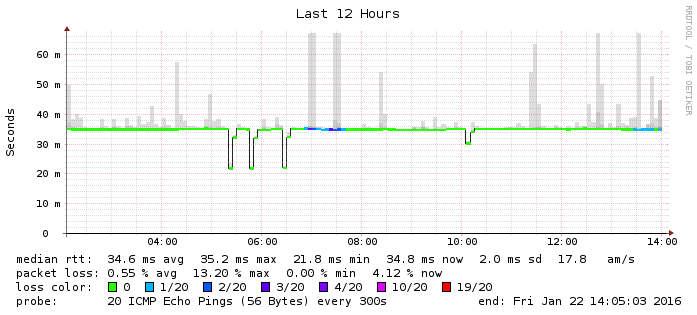 Last 12 Hours
RRDTOOL / TOBI OETIKER
Seconds
60 m
50 m
40 m
30 m
20 m
10 m
0
04:00 06:00 08:00 10:00 12:00 14:00
median rtt: 34.6 ms avg 35.2 ms max 21.8 ms min 34.8 ms now 2.0 ms sd 17.8 am/s
packet loss: 0.55 % avg 13.20 % max 0.00 % min 4.12 % now
loss color: 0 1/20 2/20 3/20 4/20 10/20 19/20
probe: 20 ICMP Echo Pings (56 Bytes) every 300s end: Fri Jan 22 14:05:03 2016